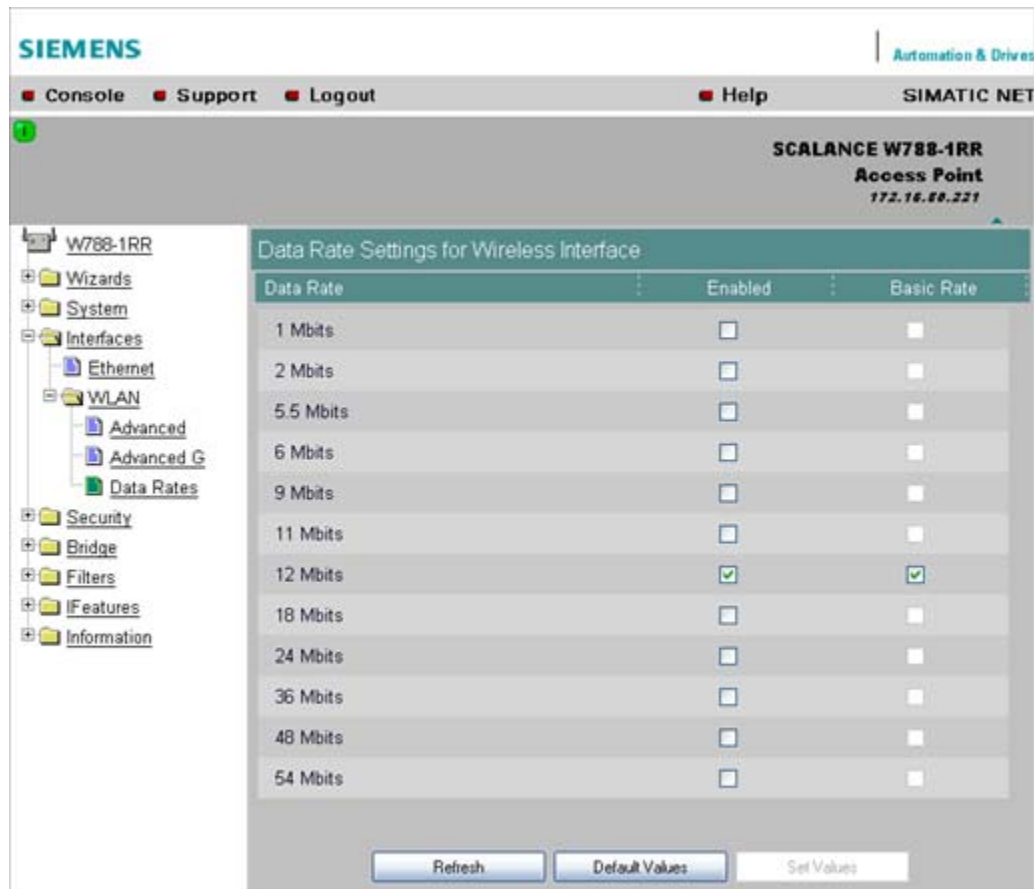 SIEMENS
Automation & Drives
Console Support Logout Help SIMATIC NET
SCALANCE W788-1RR
Access Point
172.16.80.221
W788-1RR
Wizards
System
Interfaces
Ethernet
WLAN
Advanced
Advanced G
Data Rates
Security
Bridge
Filters
IFeatures
Information
Data Rate Settings for Wireless Interface
Data Rate Enabled Basic Rate
1 Mbits
2 Mbits
5.5 Mbits
6 Mbits
9 Mbits
11 Mbits
12 Mbits
18 Mbits
24 Mbits
36 Mbits
48 Mbits
54 Mbits
Refresh Default Values Set Values